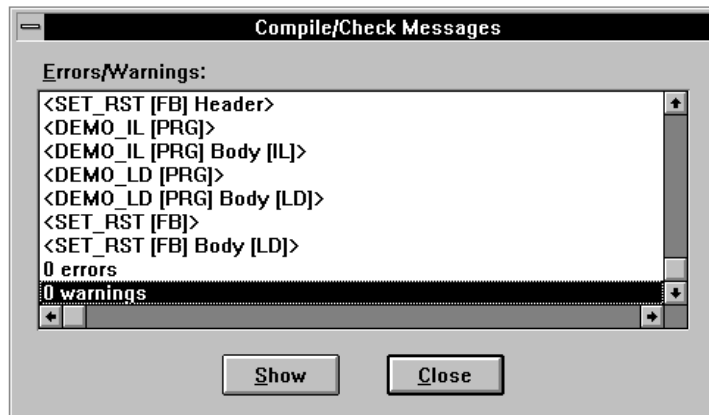 Compile/Check Messages
Errors/Warnings:
<SET_RST [FB] Header>
<DEMO_IL [PRG]>
<DEMO_IL [PRG] Body [IL]>
<DEMO_LD [PRG]>
<DEMO_LD [PRG] Body [LD]>
<SET_RST [FB]>
<SET_RST [FB] Body [LD]>
0 errors
0 warnings
Show Close